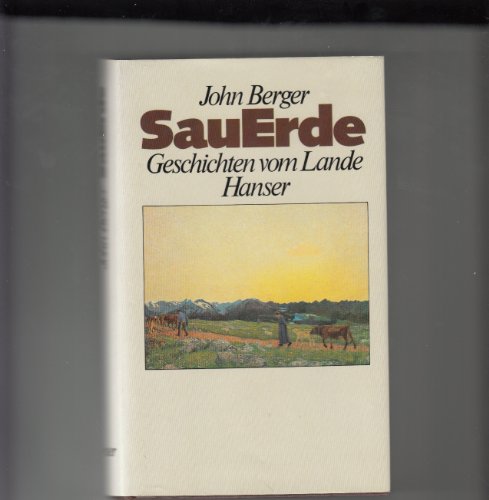 John Berger
SauErde
Geschichten vom Lande
Hanser